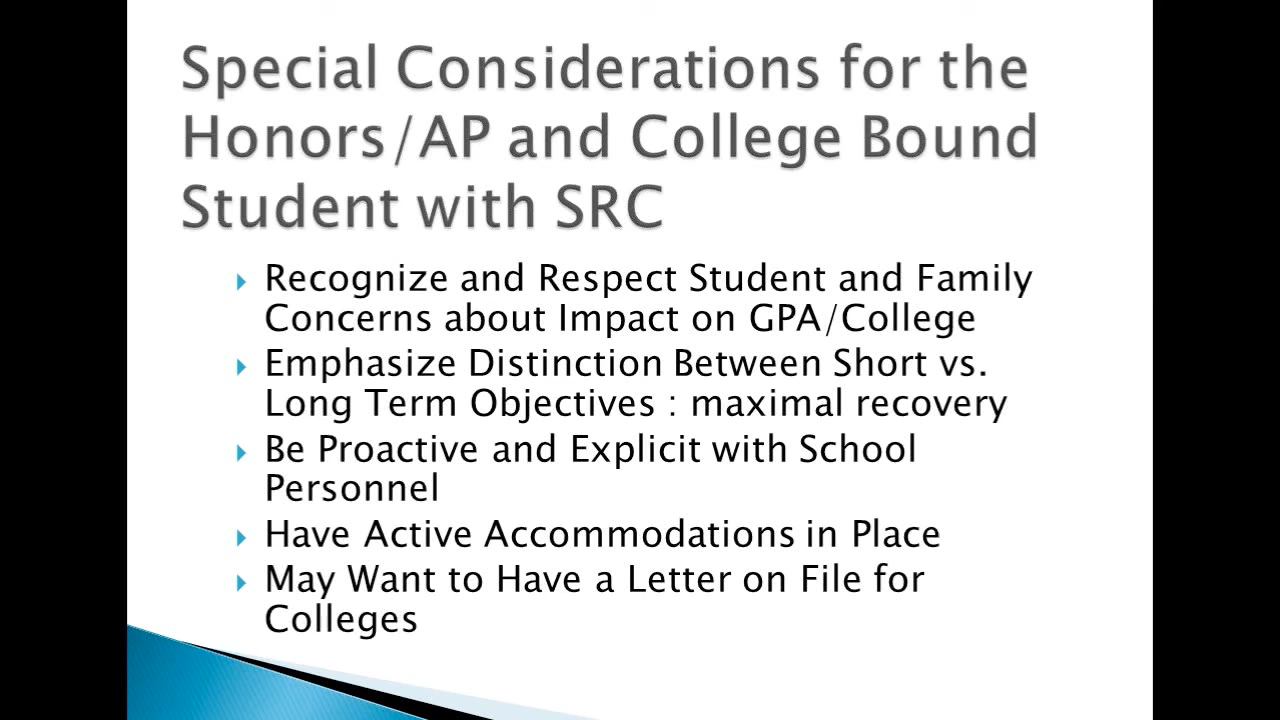 Special Considerations for the
Honors/AP and College Bound
Student with SRC
Recognize and Respect Student and Family
Concerns about Impact on GPA/College
Emphasize Distinction Between Short vs.
Long Term Objectives : maximal recovery
Be Proactive and Explicit with School
Personnel
Have Active Accommodations in Place
May Want to Have a Letter on File for
Colleges